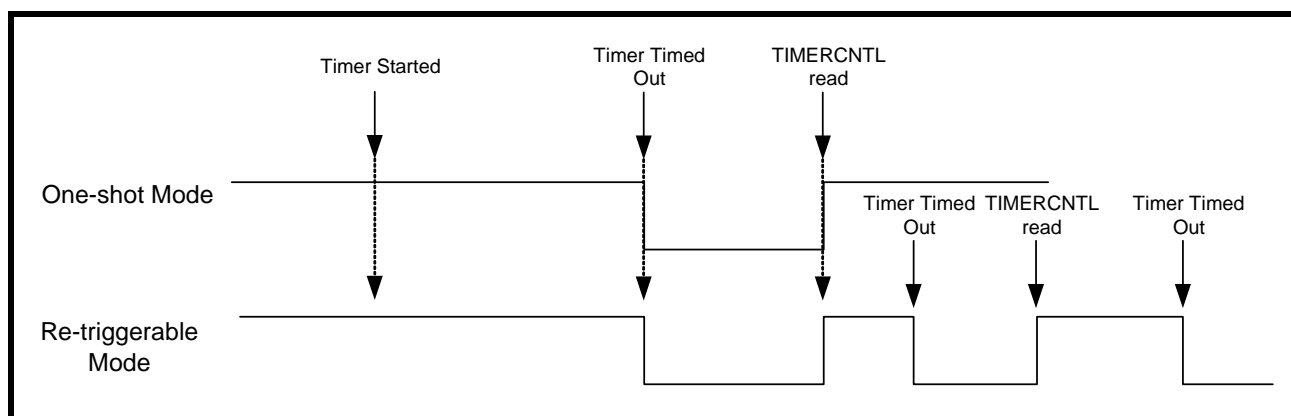 Timer Started
Timer Timed
Out
TIMERCNTL
read
One-shot Mode
Timer Timed
Out
TIMERCNTL
read
Timer Timed
Out
Re-triggerable
Mode